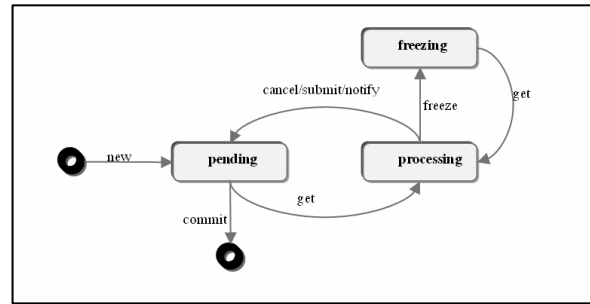 freezing
cancel/submit/notify
freeze
get
new
pending
processing
get
commit